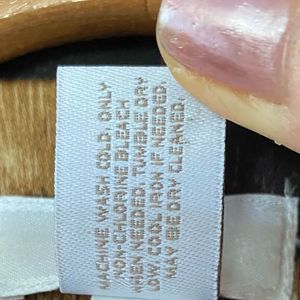 MACHINE WASH COLD, ONLY
NON-CHLORINE BLEACH
WHEN NEEDED, TUMBLE DRY
LOW, COOL IRON IF NEEDED,
MAY BE DRY CLEANED.